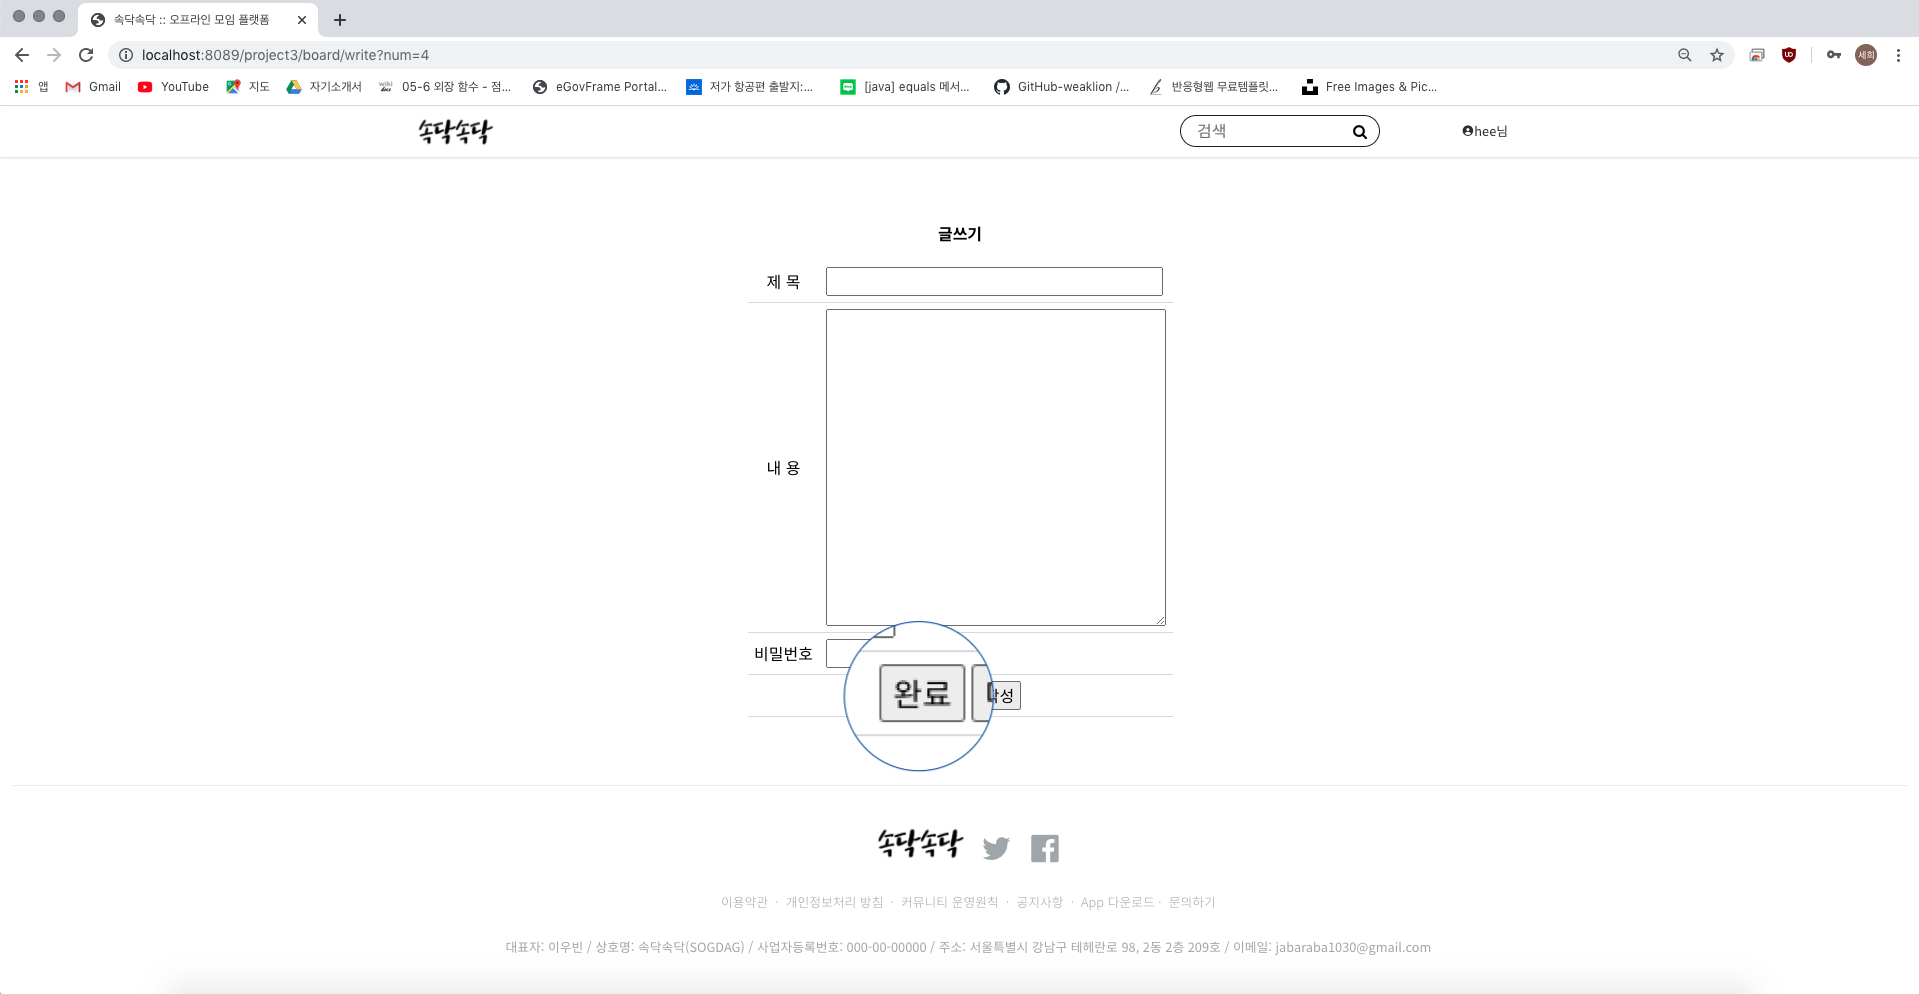 속닥속닥 :: 오프라인 모임 플랫폼
localhost:8089/project3/board/write?num=4
세희
앱 Gmail YouTube 지도 자기소개서 05-6 외장 함수 - 점... eGovFrame Portal... 저가 항공편 출발지:... [java] equals 메서... GitHub-weaklion /... 반응형웹 무료템플릿... Free Images & Pic...
속닥속닥 검색 hee님
글쓰기
제 목
내 용
비밀번호
완료 성
속닥속닥
이용약관 · 개인정보처리 방침 · 커뮤니티 운영원칙 · 공지사항 · App 다운로드 · 문의하기
대표자: 이우빈 / 상호명: 속닥속닥(SOGDAG) / 사업자등록번호: 000-00-00000 / 주소: 서울특별시 강남구 테헤란로 98, 2동 2층 209호 / 이메일: jabaraba1030@gmail.com